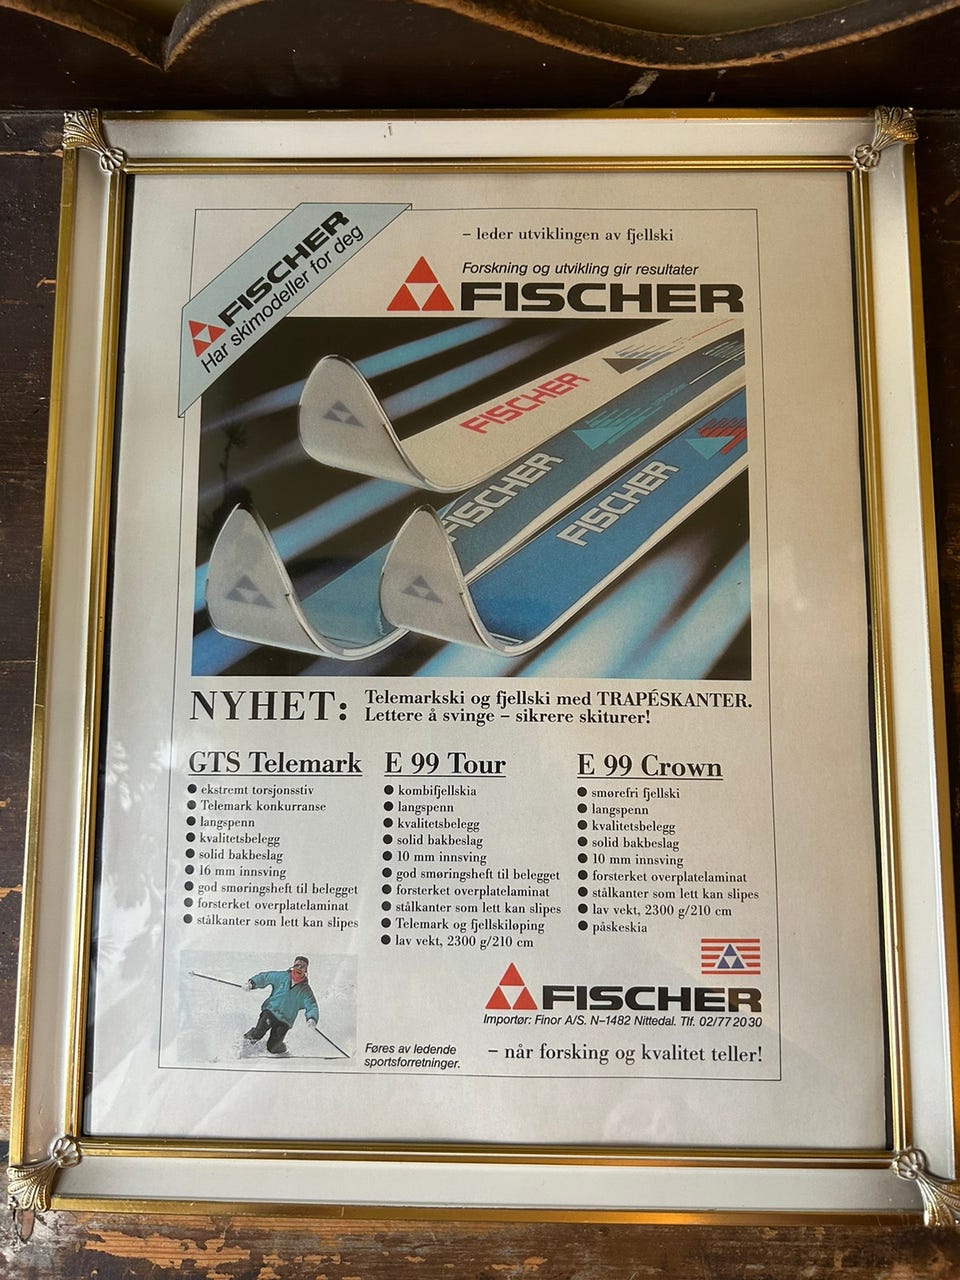 FISCHER
Har skimodeller for deg
– leder utviklingen av fjellski
Forskning og utvikling gir resultater
FISCHER
FISCHER
FISCHER
FISCHER
NYHET: Telemarkski og fjellski med TRAPÉSKANTER.
Lettere å svinge – sikrere skiturer!
GTS Telemark
● ekstremt torsjonsstiv
● Telemark konkurranse
● langspenn
● kvalitetsbelegg
● solid bakbeslag
● 16 mm innsving
● god smøringsheft til belegget
● forsterket overplatelaminat
● stålkanter som lett kan slipes
E 99 Tour
● kombifjellskia
● langspenn
● kvalitetsbelegg
● solid bakbeslag
● 10 mm innsving
● god smøringsheft til belegget
● forsterket overplatelaminat
● stålkanter som lett kan slipes
● Telemark og fjellskiløping
● lav vekt, 2300 g/210 cm
E 99 Crown
● smørefri fjellski
● langspenn
● kvalitetsbelegg
● solid bakbeslag
● 10 mm innsving
● forsterket overplatelaminat
● stålkanter som lett kan slipes
● lav vekt, 2300 g/210 cm
● påskeskia
Føres av ledende
sportsforretninger.
FISCHER
Importør: Finor A/S. N–1482 Nittedal. Tlf. 02/77 20 30
– når forsking og kvalitet teller!